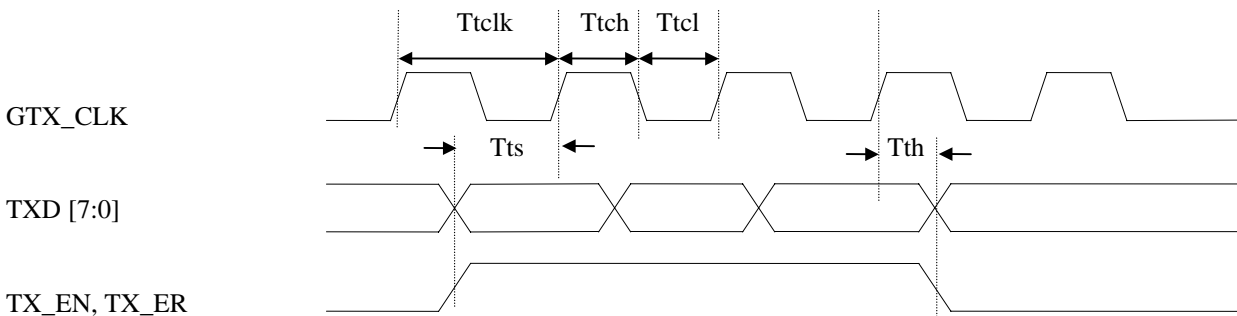 Ttclk Ttch Ttcl
GTX_CLK
Tts Tth
TXD [7:0]
TX_EN, TX_ER